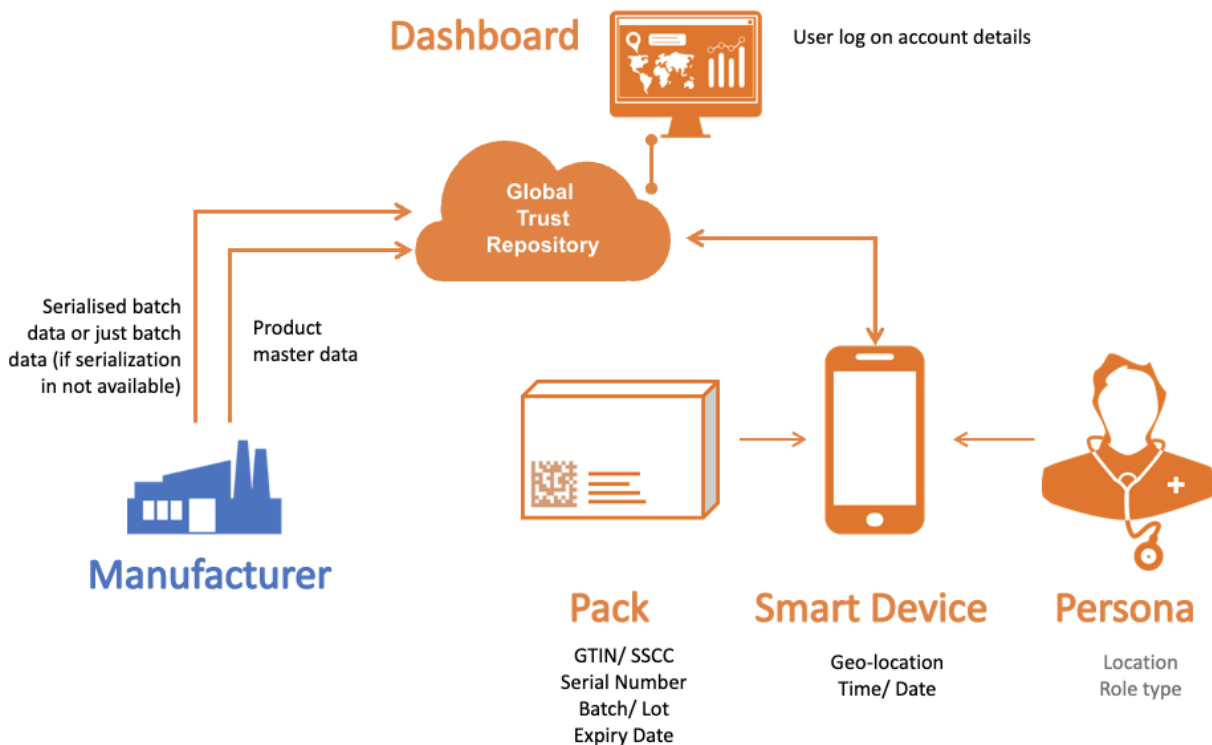 Dashboard
User log on account details
Global
Trust
Repository
Serialised batch
data or just batch
data (if serialization
in not available)
Product
master data
Manufacturer
Pack
GTIN/ SSCC
Serial Number
Batch/ Lot
Expiry Date
Smart Device
Geo-location
Time/ Date
Persona
Location
Role type